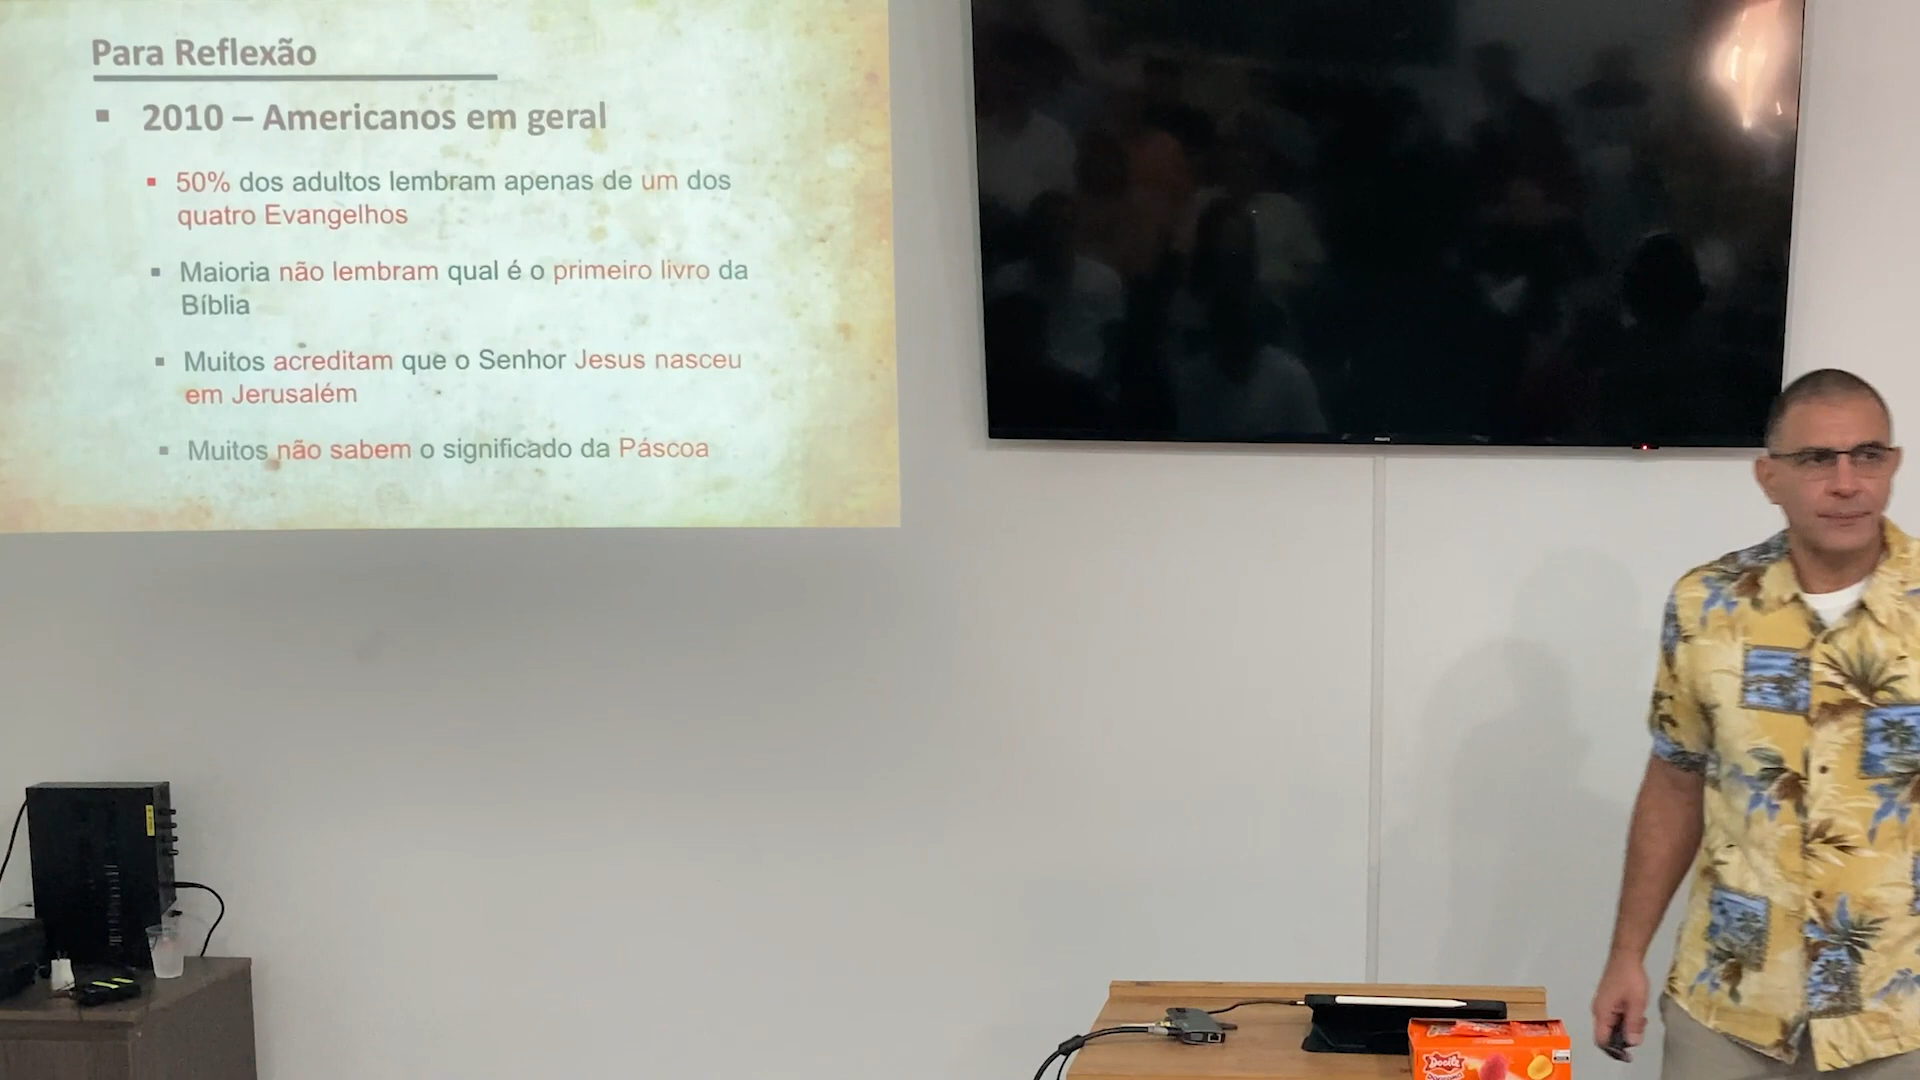 Para Reflexão
▪ 2010 – Americanos em geral
▪ 50% dos adultos lembram apenas de um dos
quatro Evangelhos
▪ Maioria não lembram qual é o primeiro livro da
Bíblia
▪ Muitos acreditam que o Senhor Jesus nasceu
em Jerusalém
▪ Muitos não sabem o significado da Páscoa
PHILIPS
Docile